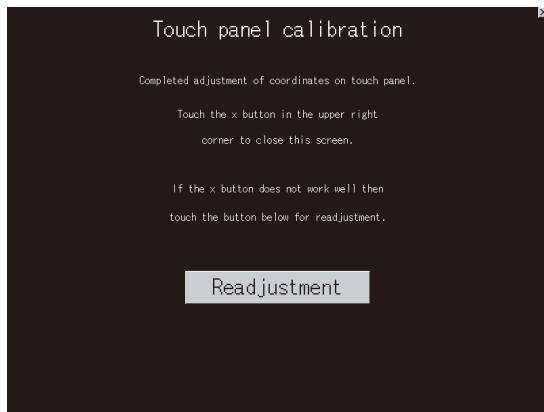 Touch panel calibration
Completed adjustment of coordinates on touch panel.
Touch the x button in the upper right
corner to close this screen.
If the x button does not work well then
touch the button below for readjustment.
Readjustment